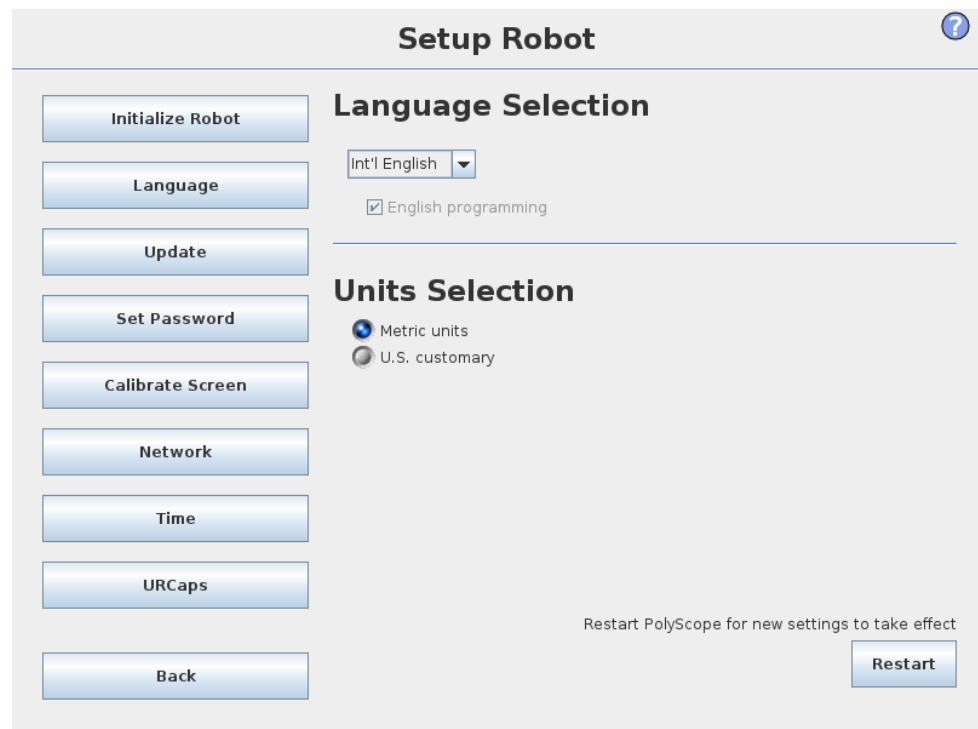 Setup Robot
?
Initialize Robot
Language
Update
Set Password
Calibrate Screen
Network
Time
URCaps
Back
Language Selection
Int'l English
English programming
Units Selection
Metric units
U.S. customary
Restart PolyScope for new settings to take effect
Restart